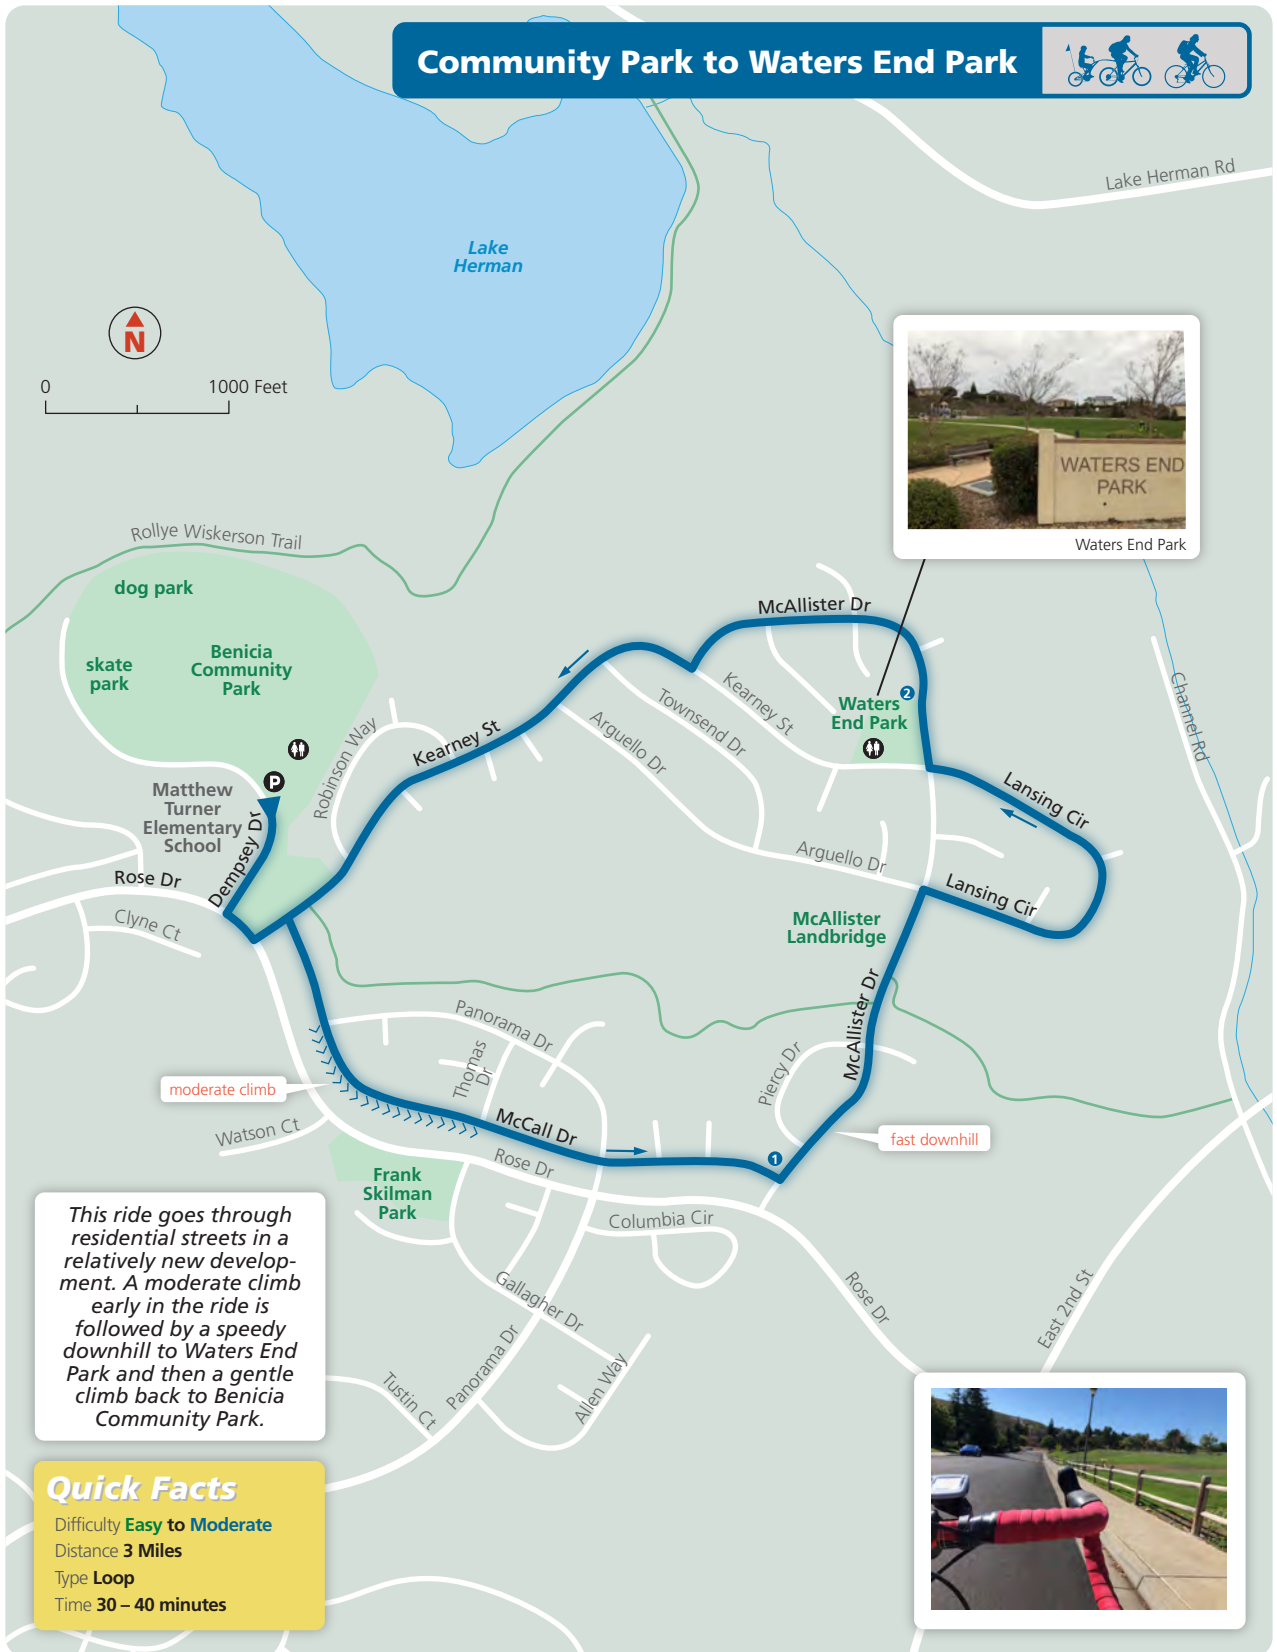 Community Park to Waters End Park
Lake Herman Rd
Lake
Herman
N
0
1000 Feet
WATERS END
PARK
Waters End Park
Rollye Wiskerson Trail
dog park
skate
park
Benicia
Community
Park
McAllister Dr
Kearney St
Townsend Dr
Arguello Dr
Waters
End Park
2
Channel Rd
Kearney St
Robinson Way
P
Matthew
Turner
Elementary
School
Dempsey Dr
Rose Dr
Clyne Ct
Lansing Cir
Arguello Dr
Lansing Cir
McAllister
Landbridge
McAllister Dr
Panorama Dr
Thomas
Dr
Piercy Dr
moderate climb
Watson Ct
McCall Dr
fast downhill
1
Rose Dr
Frank
Skilman
Park
Columbia Cir
Gallagher Dr
Rose Dr
East 2nd St
Panorama Dr
Tustin Ct
Allen Way
This ride goes through
residential streets in a
relatively new develop-
ment. A moderate climb
early in the ride is
followed by a speedy
downhill to Waters End
Park and then a gentle
climb back to Benicia
Community Park.
Quick Facts
Difficulty Easy to Moderate
Distance 3 Miles
Type Loop
Time 30 – 40 minutes